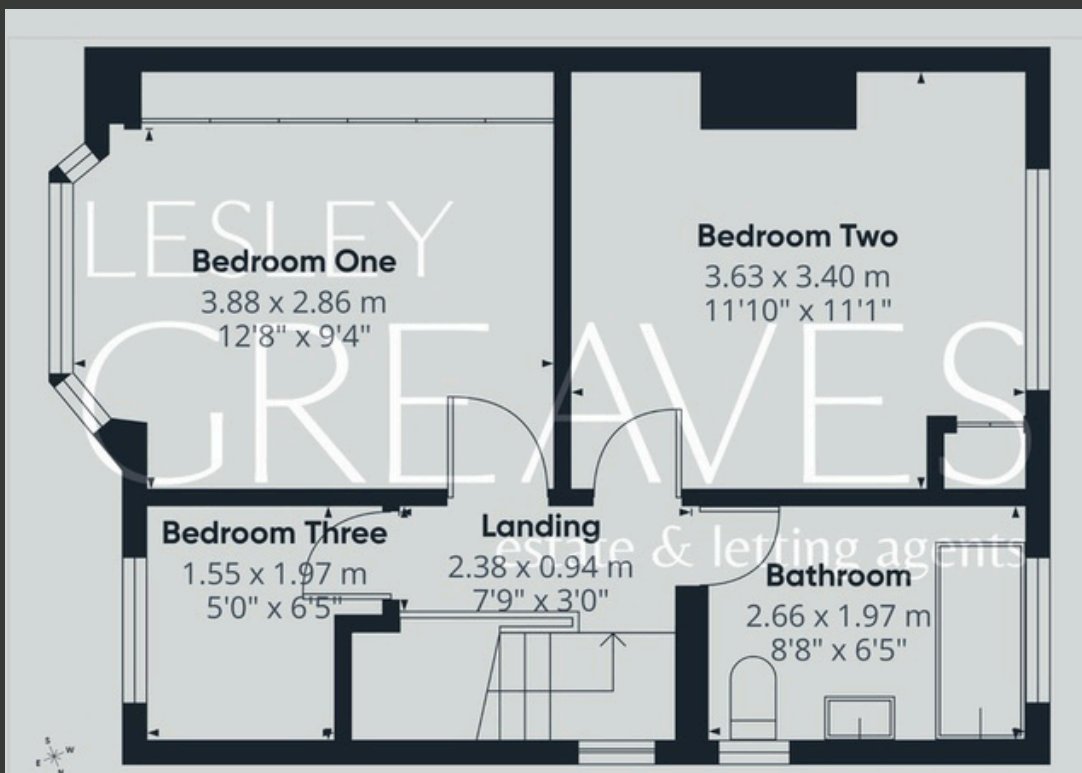 LESLEY
GREAVES
estate & letting agents
Bedroom One
3.88 x 2.86 m
12'8" x 9'4"
Bedroom Two
3.63 x 3.40 m
11'10" x 11'1"
Bedroom Three
1.55 x 1.97 m
5'0" x 6'5"
Landing
2.38 x 0.94 m
7'9" x 3'0"
Bathroom
2.66 x 1.97 m
8'8" x 6'5"
S
W
E
N